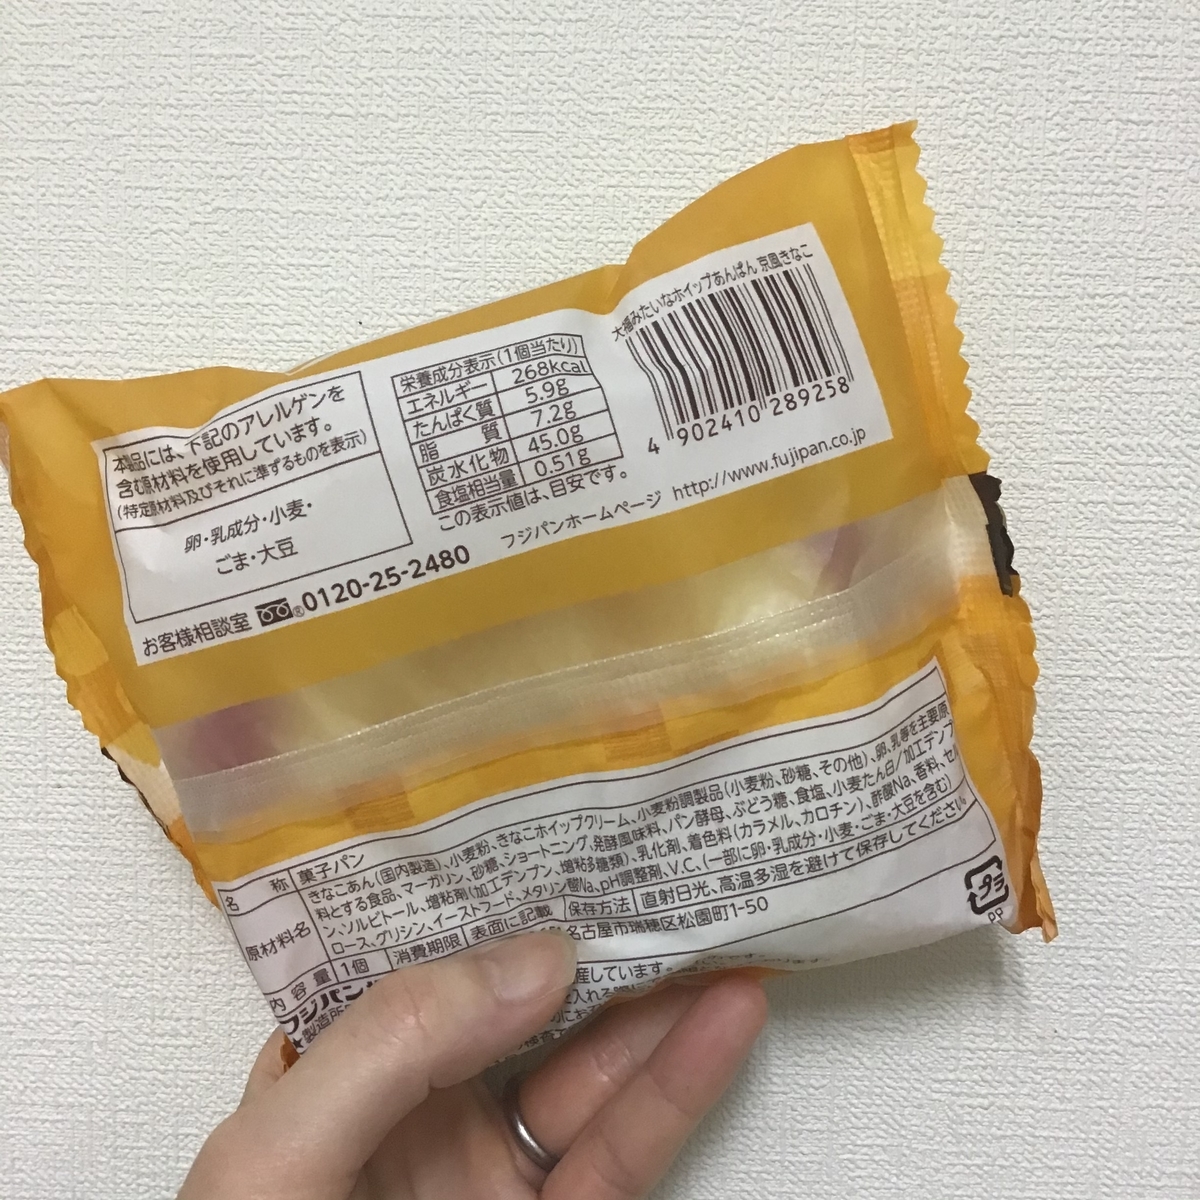 本製品には、下記のアレルゲンを
含む原材料を使用しています。
(特定原材料及びそれに準ずるものを表示)
卵・乳成分・小麦・
ごま・大豆
栄養成分表示(1個当たり)
エネルギー 268kcal
たんぱく質 5.9g
脂質 7.2g
炭水化物 45.0g
食塩相当量 0.51g
この表示値は、目安です。
大福みたいなホイップあんぱん 京風きなこ
4 902410 289258
お客様相談室 ®0120-25-2480
フジパンホームページ http://www.fujipan.co.jp
名称 菓子パン
原材料名 きなこあん(国内製造)、小麦粉、きなこホイップクリーム、小麦粉調製品(小麦粉、砂糖、その他)、卵、乳等を主要原
料とする食品、マーガリン、砂糖、ショートニング、発酵風味料、パン酵母、ぶどう糖、食塩、小麦たん白/加工デンプ
ン、ソルビトール、増粘剤(加工デンプン、増粘多糖類)、乳化剤、着色料(カラメル、カロチン)、酢酸Na、香料、セル
ロース、グリシン、イーストフード、メタリン酸Na、pH調整剤、V.C、(一部に卵・乳成分・小麦・ごま・大豆を含む)
内容量 1個 消費期限 表面に記載 保存方法 直射日光、高温多湿を避けて保存してください。
フジパン 名古屋市瑞穂区松園町1-50
★製造所
産しています。
入れる際に
プラ
PP